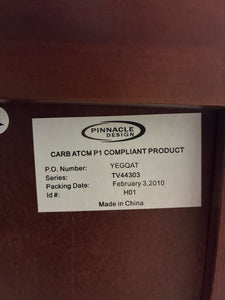 PINNACLE
DESIGN
CARB ATCM P1 COMPLIANT PRODUCT
P.O. Number: YEGQAT
Series: TV44303
Packing Date: February 3,2010
Id #: H01
Made in China